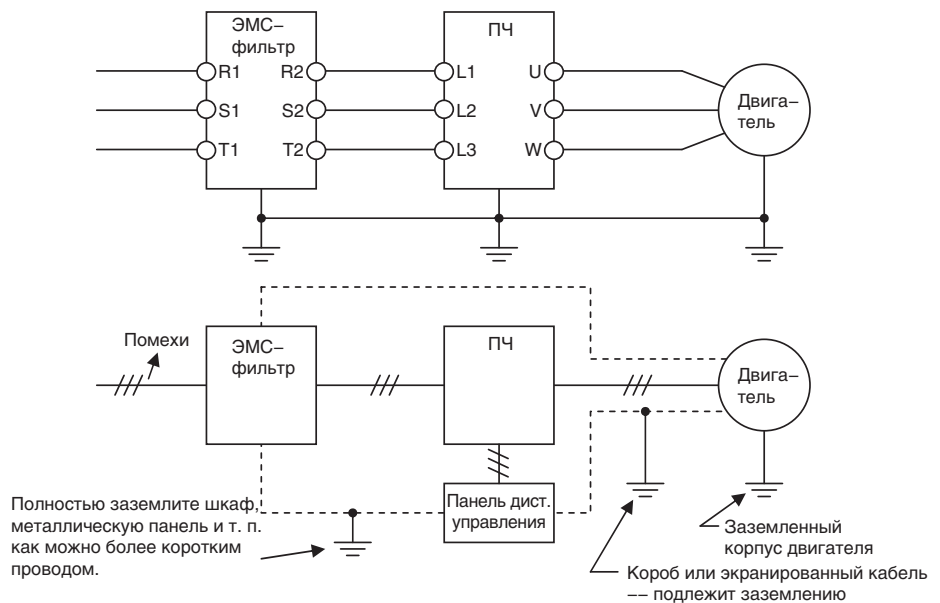 ЭМС–
фильтр
ПЧ
R1 R2 L1 U
S1 S2 L2 V
T1 T2 L3 W
Двига–
тель
Помехи
ЭМС–
фильтр
ПЧ
Двига–
тель
Панель дист.
управления
Полностью заземлите шкаф,
металлическую панель и т. п.
как можно более коротким
проводом.
Заземленный
корпус двигателя
Короб или экранированный кабель
–– подлежит заземлению